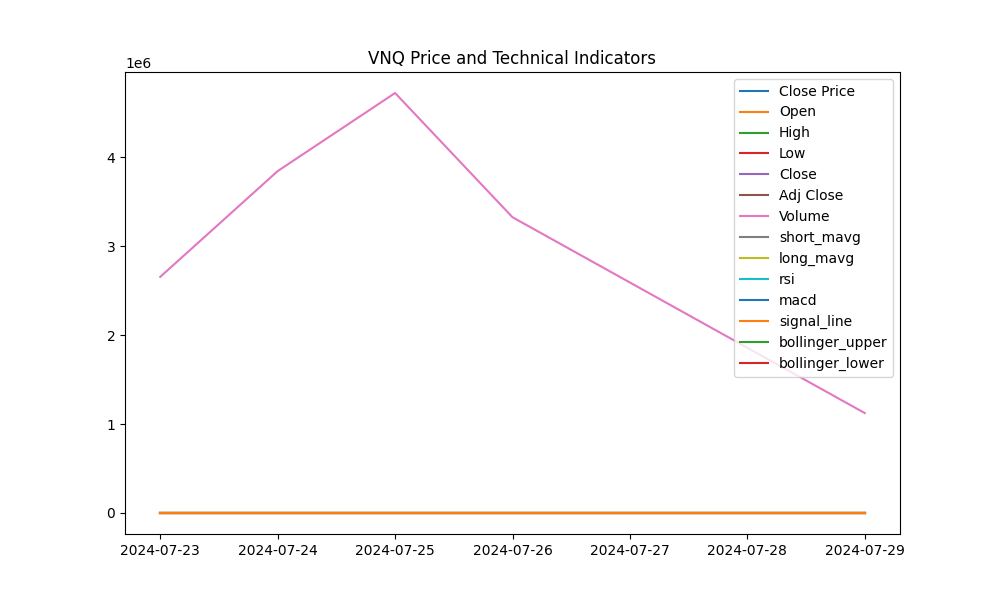 VNQ Price and Technical Indicators
1e6
4
3
2
1
0
Close Price
Open
High
Low
Close
Adj Close
Volume
short_mavg
long_mavg
rsi
macd
signal_line
bollinger_upper
bollinger_lower
2024-07-23 2024-07-24 2024-07-25 2024-07-26 2024-07-27 2024-07-28 2024-07-29